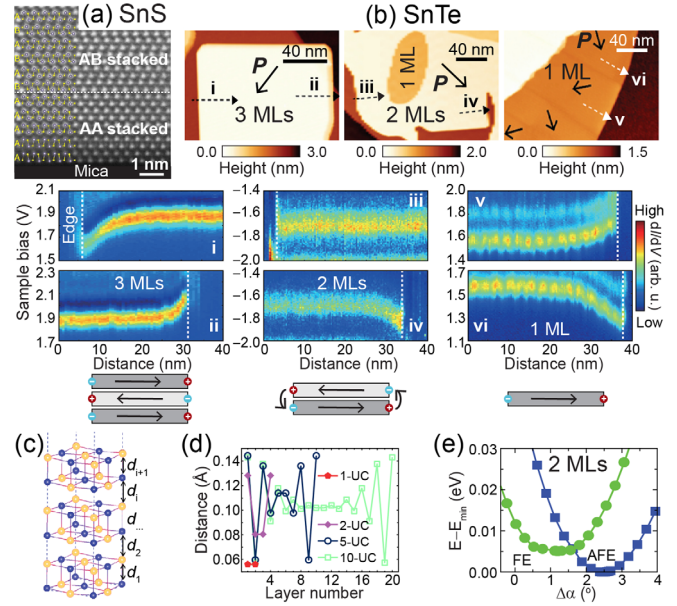 (a) SnS
(b) SnTe
AB stacked
AA stacked
Mica
1 nm
40 nm
P
i
ii
3 MLs
0.0
3.0
Height (nm)
40 nm
1 ML
P
iii
iv
2 MLs
0.0
2.0
Height (nm)
P
40 nm
1 ML
vi
v
0.0
1.5
Height (nm)
Sample bias (V)
2.1
1.9
1.7
1.5
Edge
i
2.3
2.1
1.9
1.7
3 MLs
ii
0 10 20 30 40
Distance (nm)
−1.4
−1.6
−1.8
−2.0
iii
−1.4
−1.6
−1.8
−2.0
2 MLs
iv
0 10 20 30 40
Distance (nm)
2.0
1.8
1.6
1.4
v
1.7
1.5
1.3
1.1
vi
1 ML
0 10 20 30 40
Distance (nm)
High
dI/dV (arb. u)
Low
− +
+ −
− +
+ −
− +
− +
(c)
di+1
di
d...
d2
d1
(d)
Distance (Å)
0.14
0.12
0.10
0.08
0.06
1-UC
2-UC
5-UC
10-UC
0 2 4 6 8 10 12 14 16 18 20
Layer number
(e)
E−Emin (eV)
0.03
0.02
0.01
0.00
2 MLs
FE
AFE
0 1 2 3 4
Δα (°)